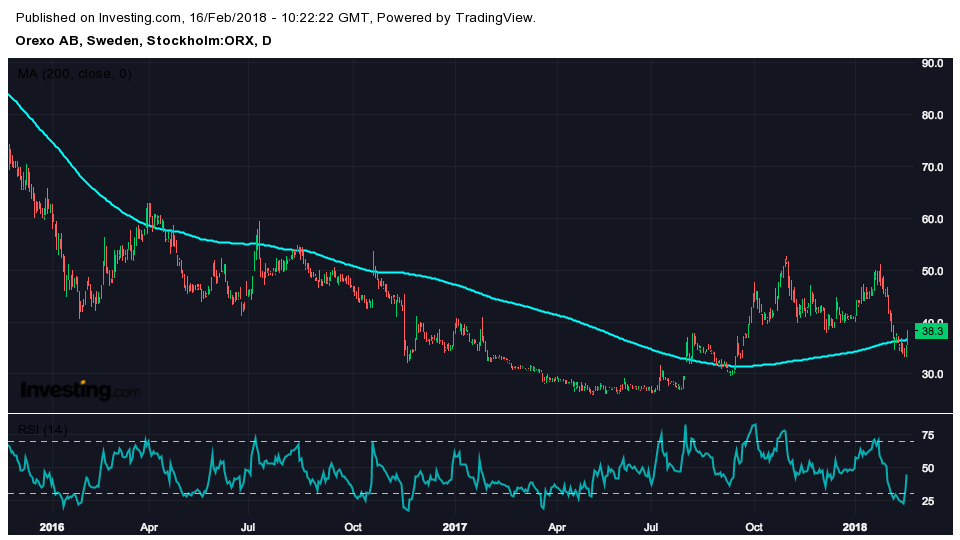 Published on Investing.com, 16/Feb/2018 - 10:22:22 GMT, Powered by TradingView.
Orexo AB, Sweden, Stockholm:ORX, D
MA (200, close, 0)
90.0
80.0
70.0
60.0
50.0
40.0
38.3
30.0
Investing.com
RSI (14)
75
50
25
2016 Apr Jul Oct 2017 Apr Jul Oct 2018